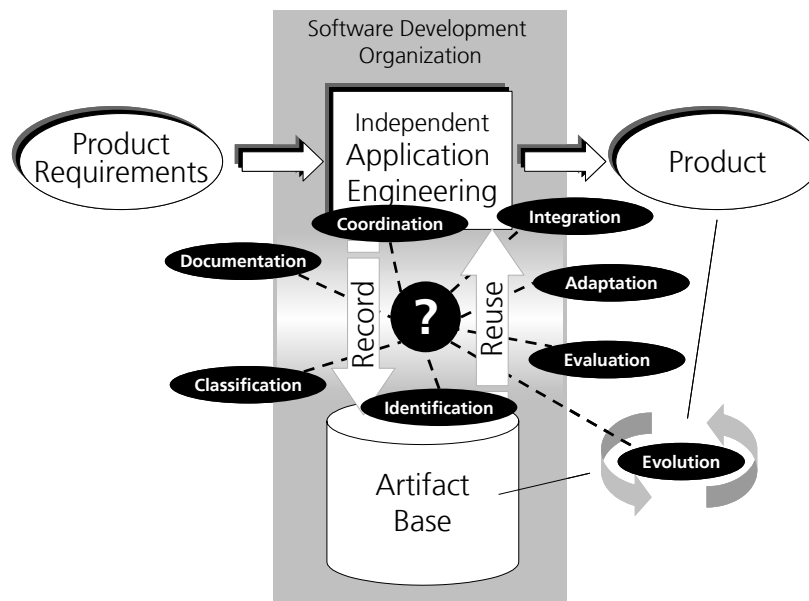 Software Development
Organization
Product
Requirements
Independent
Application
Engineering
Product
Coordination
Integration
Documentation
Adaptation
?
Record
Reuse
Evaluation
Classification
Identification
Evolution
Artifact
Base